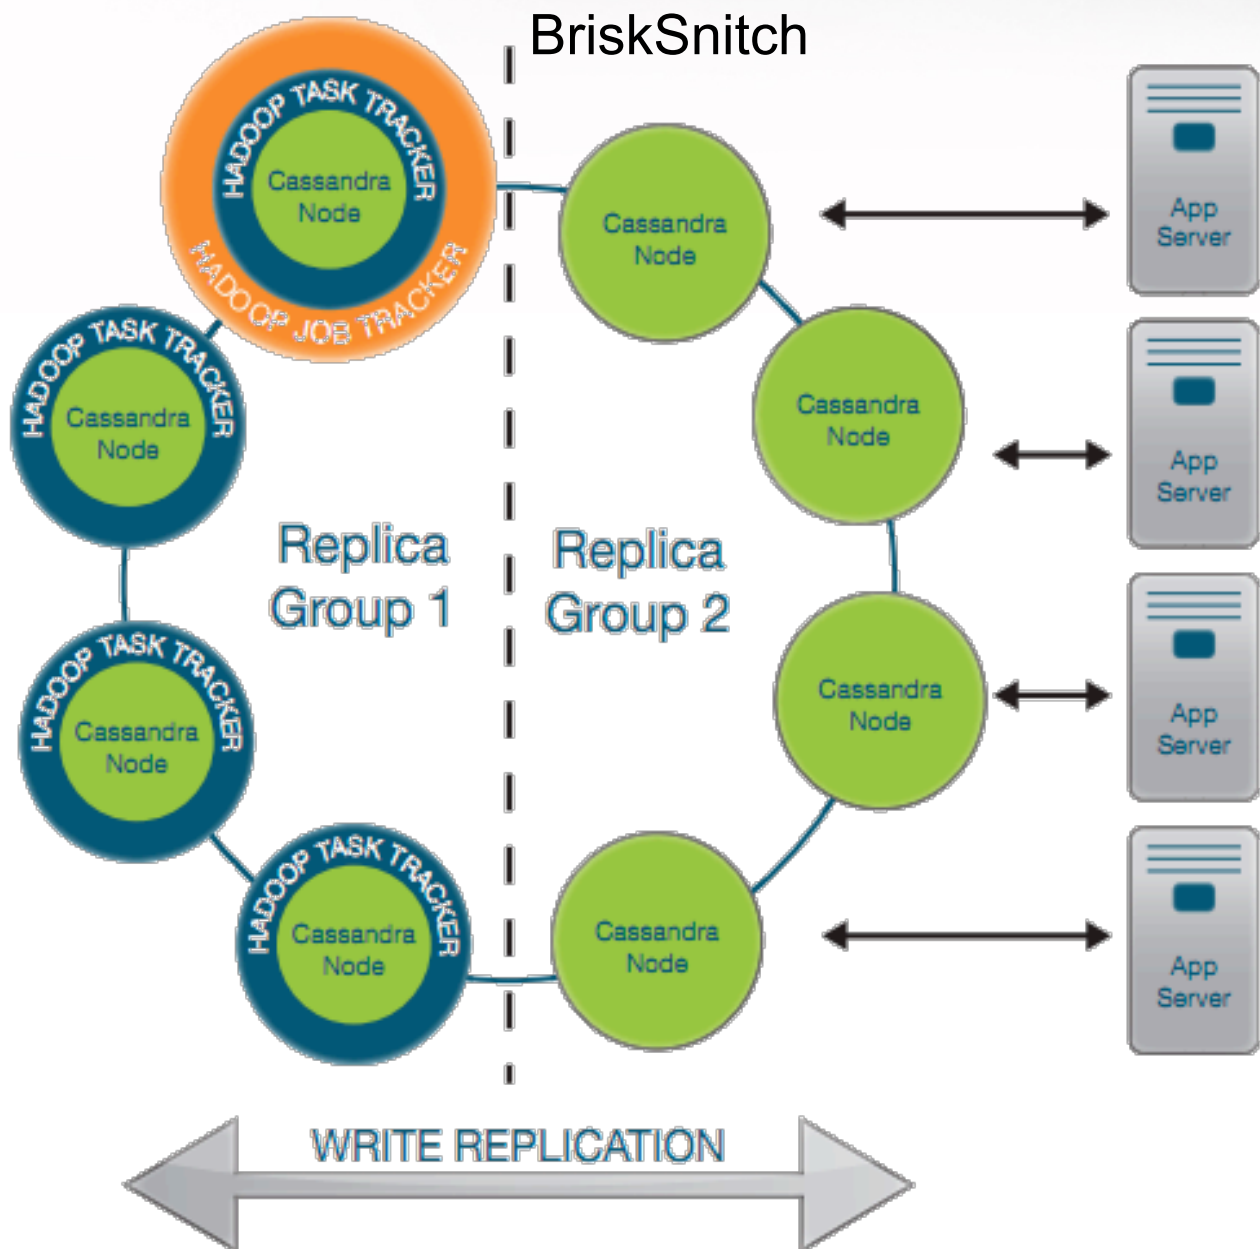 BriskSnitch
HADOOP TASK TRACKER
Cassandra
Node
HADOOP JOB TRACKER
Cassandra
Node
App
Server
HADOOP TASK TRACKER
Cassandra
Node
Cassandra
Node
App
Server
Replica
Group 1
Replica
Group 2
HADOOP TASK TRACKER
Cassandra
Node
Cassandra
Node
App
Server
HADOOP TASK TRACKER
Cassandra
Node
Cassandra
Node
App
Server
WRITE REPLICATION